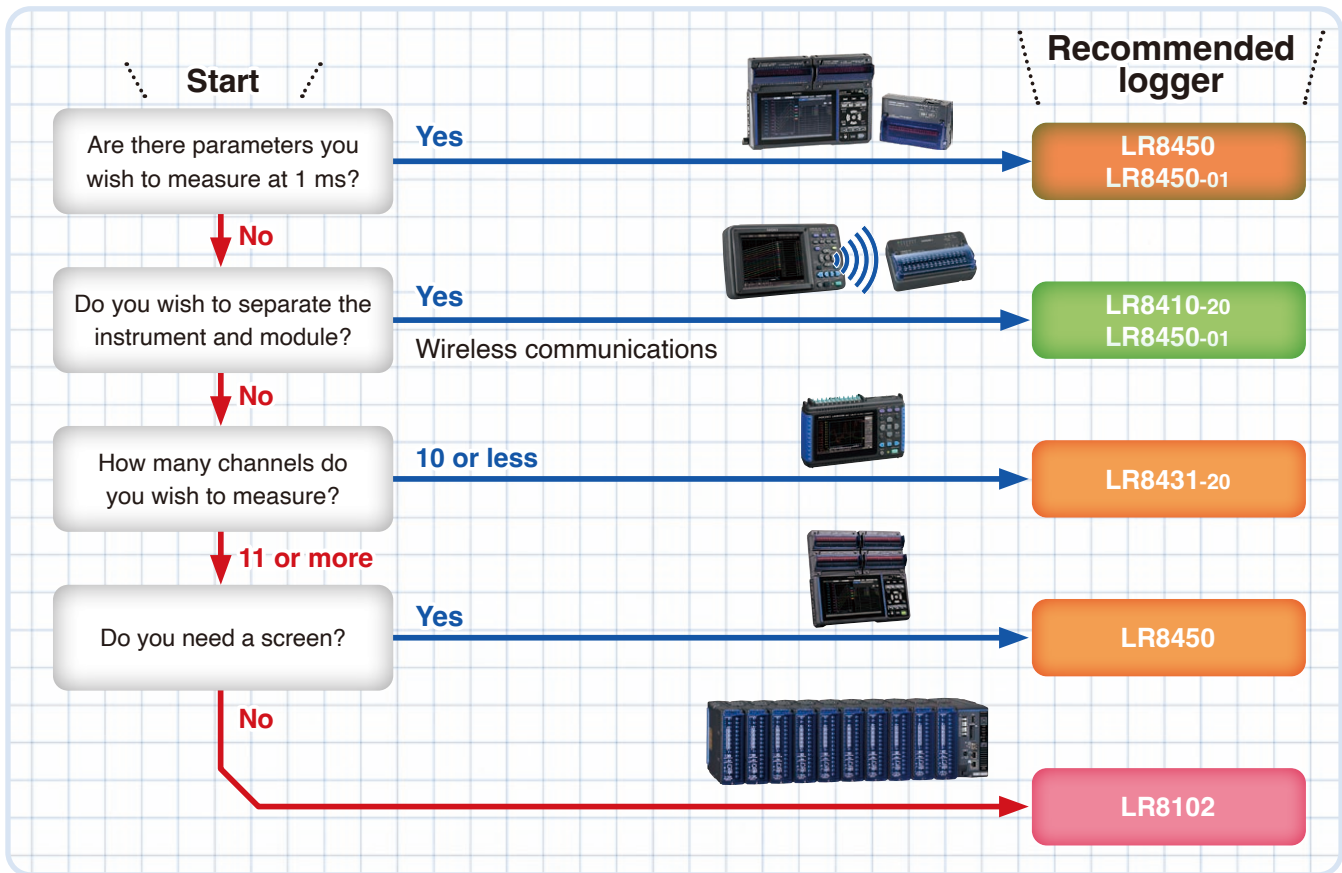 Start
Recommended
logger
Are there parameters you
wish to measure at 1 ms?
Yes
LR8450
LR8450-01
No
Do you wish to separate the
instrument and module?
Yes
Wireless communications
LR8410-20
LR8450-01
No
How many channels do
you wish to measure?
10 or less
LR8431-20
11 or more
Do you need a screen?
Yes
LR8450
No
LR8102